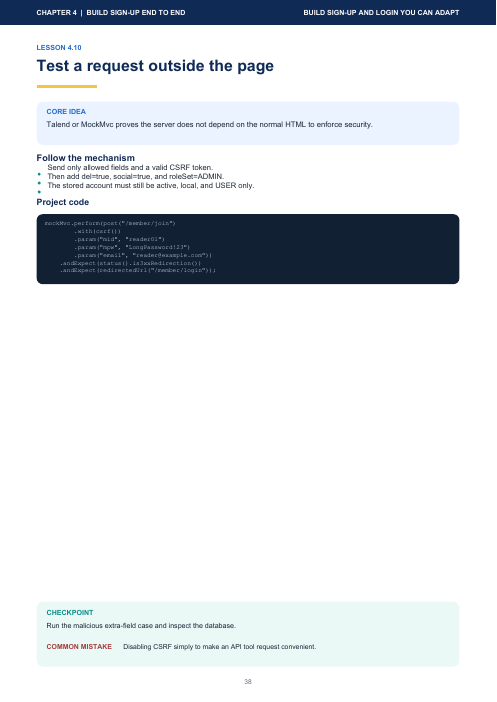 CHAPTER 4 | BUILD SIGN-UP END TO END
BUILD SIGN-UP AND LOGIN YOU CAN ADAPT
LESSON 4.10
Test a request outside the page
CORE IDEA
Talend or MockMvc proves the server does not depend on the normal HTML to enforce security.
Follow the mechanism
Send only allowed fields and a valid CSRF token.
Then add del=true, social=true, and roleSet=ADMIN.
The stored account must still be active, local, and USER only.
Project code
mockMvc.perform(post("/member/join")
.with(csrf())
.param("mid", "reader01")
.param("mpw", "LongPassword!23")
.param("email", "reader@example.com"))
.andExpect(status().is3xxRedirection())
.andExpect(redirectedUrl("/member/login"));
CHECKPOINT
Run the malicious extra-field case and inspect the database.
COMMON MISTAKE Disabling CSRF simply to make an API tool request convenient.
38